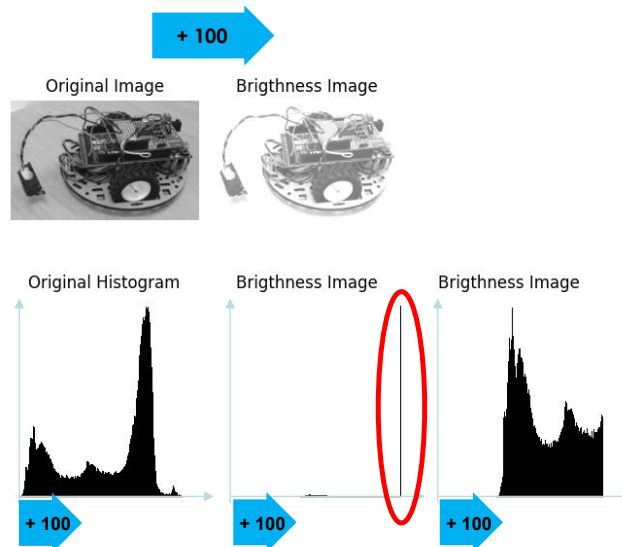 + 100
Original Image
Brigthness Image
Original Histogram
Brigthness Image
Brigthness Image
+ 100
+ 100
+ 100